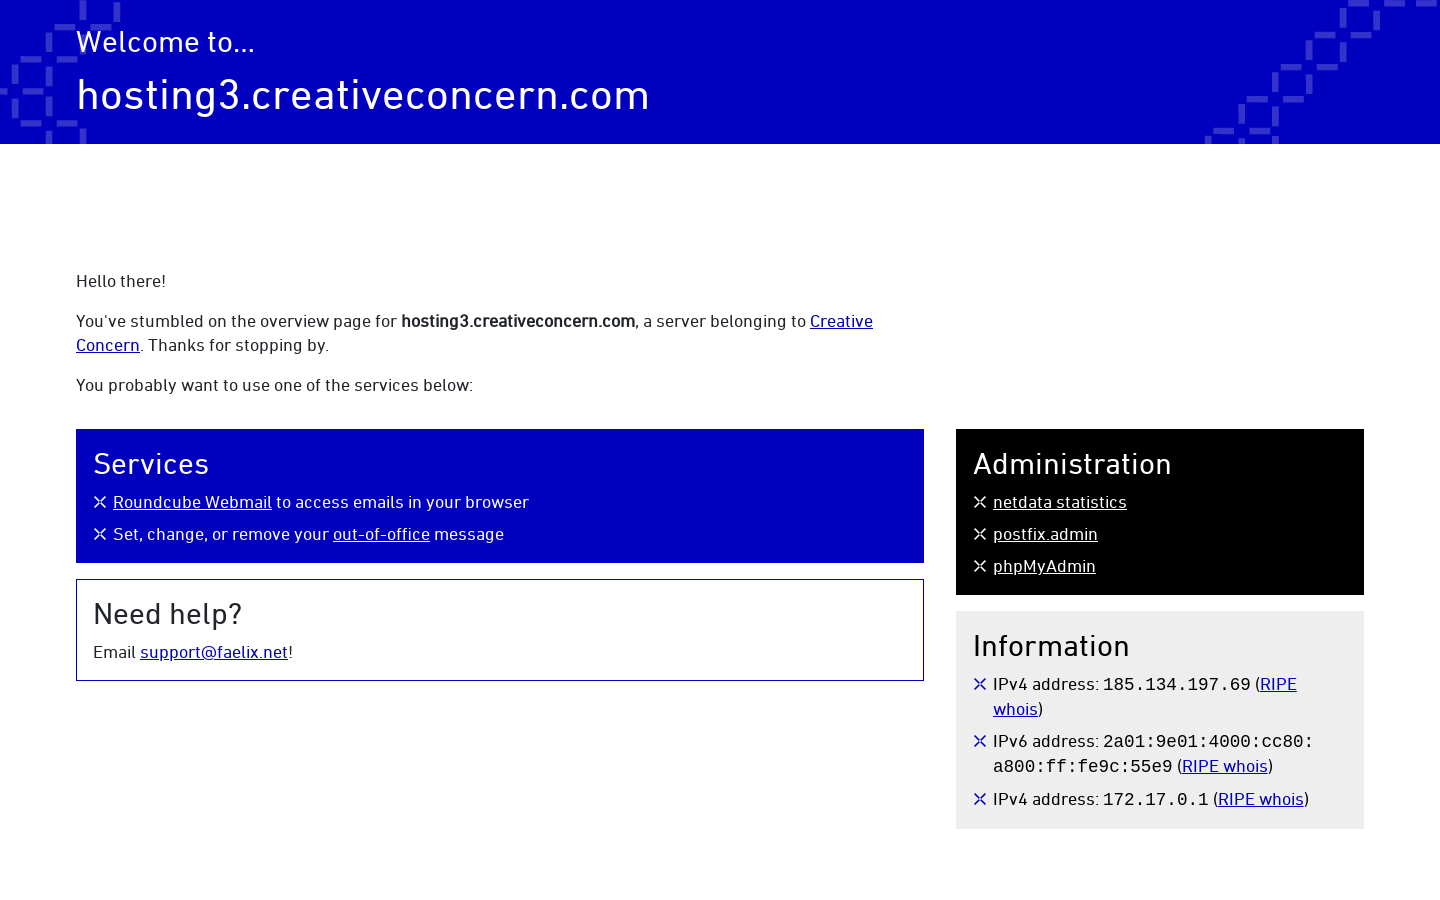 Welcome to...
hosting3.creativeconcern.com
Hello there!
You've stumbled on the overview page for hosting3.creativeconcern.com, a server belonging to Creative
Concern. Thanks for stopping by.
You probably want to use one of the services below:
Services
Roundcube Webmail to access emails in your browser
Set, change, or remove your out-of-office message
Need help?
Email support@faelix.net!
Administration
netdata statistics
postfix.admin
phpMyAdmin
Information
IPv4 address: 185.134.197.69 (RIPE
whois)
IPv6 address: 2a01:9e01:4000:cc80:
a800:ff:fe9c:55e9 (RIPE whois)
IPv4 address: 172.17.0.1 (RIPE whois)